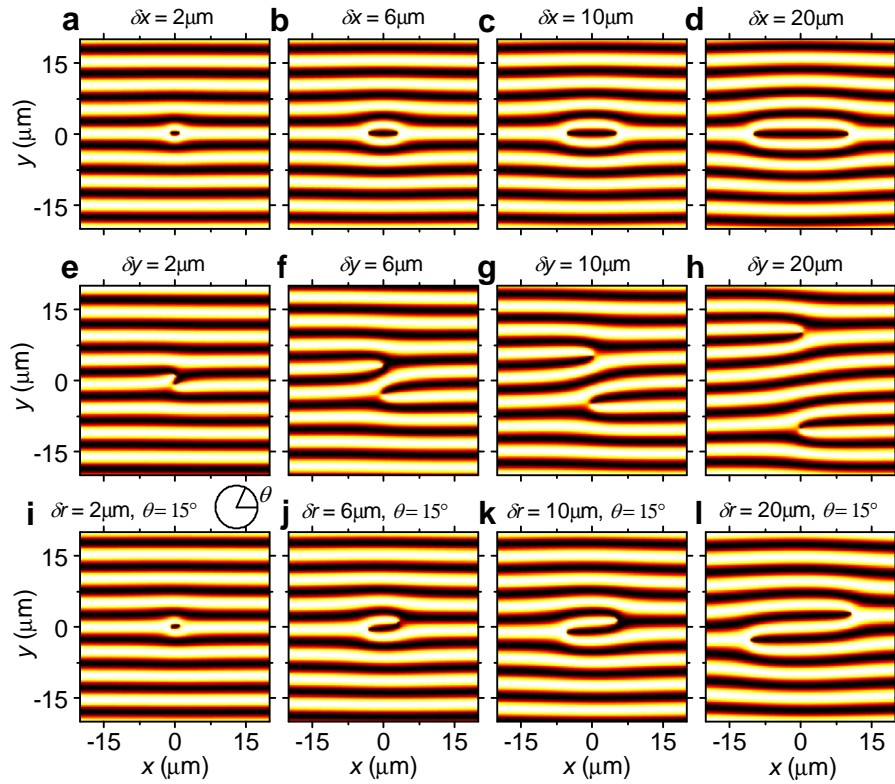 a δx = 2μm b δx = 6μm c δx = 10μm d δx = 20μm
15
0
-15
y (μm)
e δy = 2μm f δy = 6μm g δy = 10μm h δy = 20μm
15
0
-15
y (μm)
θ
i δr = 2μm, θ = 15° j δr = 6μm, θ = 15° k δr = 10μm, θ = 15° l δr = 20μm, θ = 15°
15
0
-15
y (μm)
-15 0 15 -15 0 15 -15 0 15 -15 0 15
x (μm) x (μm) x (μm) x (μm)